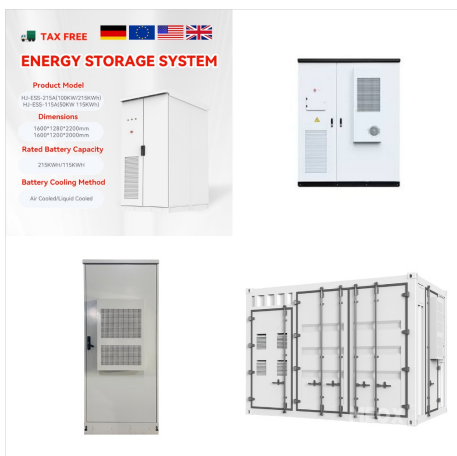 TAX FREE
ENERGY STORAGE SYSTEM
Product Model
HJ-ESS-215A(100KW/215KWh)
HJ-ESS-115A(50KW 115KWh)
Dimensions
1600*1280*2200mm
1600*1200*2000mm
Rated Battery Capacity
215KWH/115KWH
Battery Cooling Method
Air Cooled/Liquid Cooled